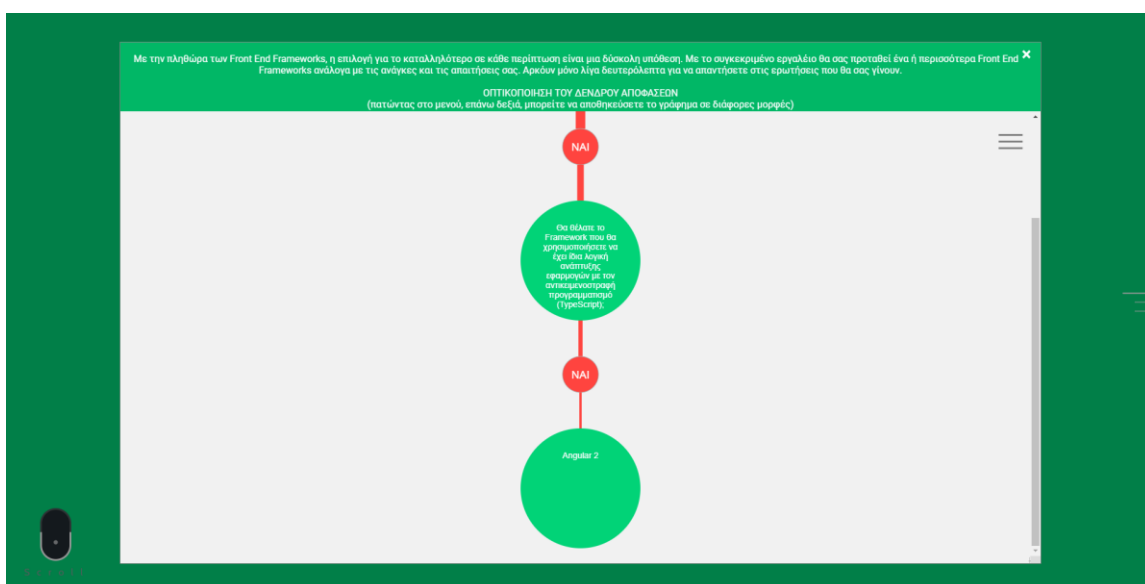 Με την πληθώρα των Front End Frameworks, η επιλογή για το καταλληλότερο σε κάθε περίπτωση είναι μια δύσκολη υπόθεση. Με το συγκεκριμένο εργαλέιο θα σας προταθεί ένα ή περισσότερα Front End
Frameworks ανάλογα με τις ανάγκες και τις απαιτήσεις σας. Αρκόυν μόνο λίγα δευτερόλεπτα για να απαντήσετε στις ερωτήσεις που θα σας γίνουν.
ΟΠΤΙΚΟΠΟΙΗΣΗ ΤΟΥ ΔΕΝΔΡΟΥ ΑΠΟΦΑΣΕΩΝ
(πατώντας στο μενού, επάνω δεξιά, μπορείτε να αποθηκεύσετε το γράφημα σε διάφορες μορφές)
ΝΑΙ
Θα θέλατε το
Framework που θα
χρησιμοποιήσετε να
έχει ίδια λογική
ανάπτυξης
εφαρμογών με τον
αντικειμενοστραφή
προγραμματισμό
(TypeScript);
ΝΑΙ
Angular 2